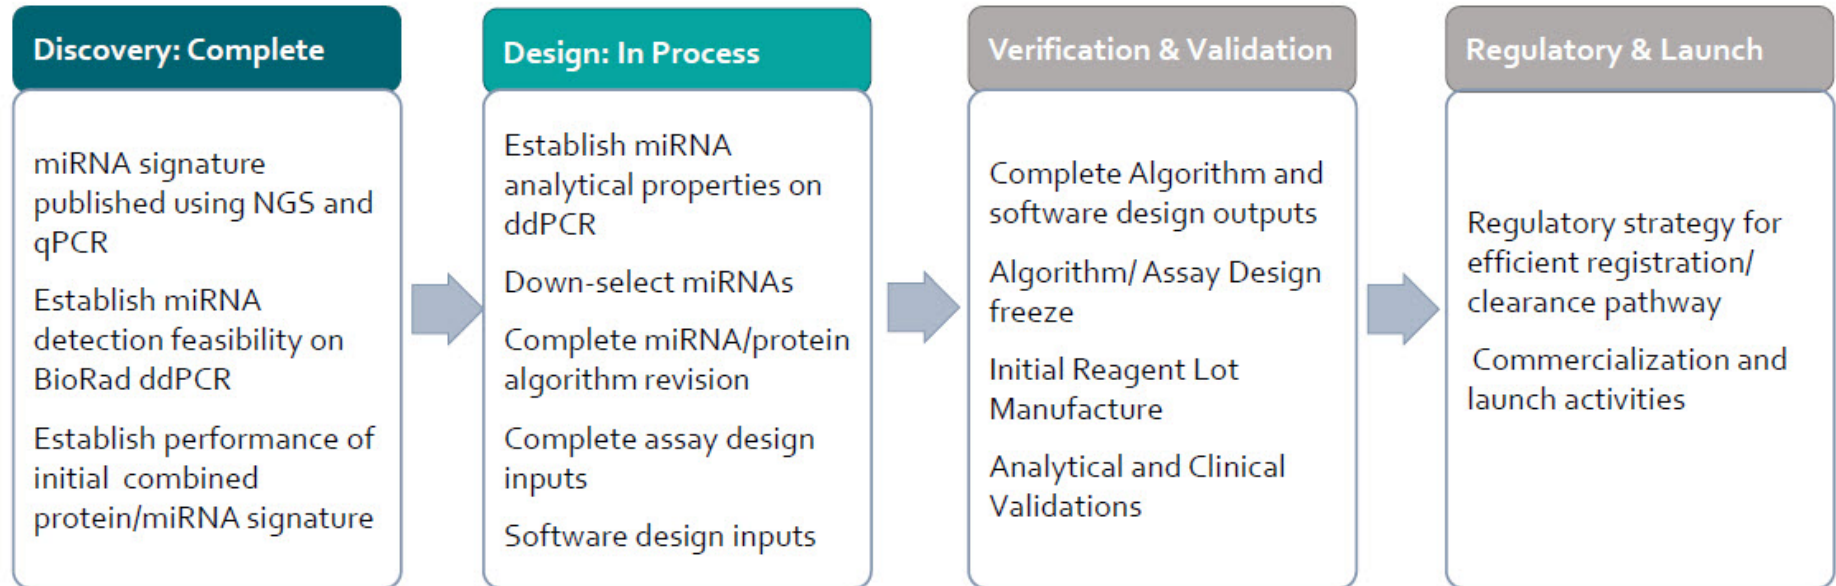 Discovery: Complete
miRNA signature
published using NGS and
qPCR
Establish miRNA
detection feasibility on
BioRad ddPCR
Establish performance of
initial combined
protein/miRNA signature
Design: In Process
Establish miRNA
analytical properties on
ddPCR
Down-select miRNAs
Complete miRNA/protein
algorithm revision
Complete assay design
inputs
Software design inputs
Verification & Validation
Complete Algorithm and
software design outputs
Algorithm/ Assay Design
freeze
Initial Reagent Lot
Manufacture
Analytical and Clinical
Validations
Regulatory & Launch
Regulatory strategy for
efficient registration/
clearance pathway
Commercialization and
launch activities